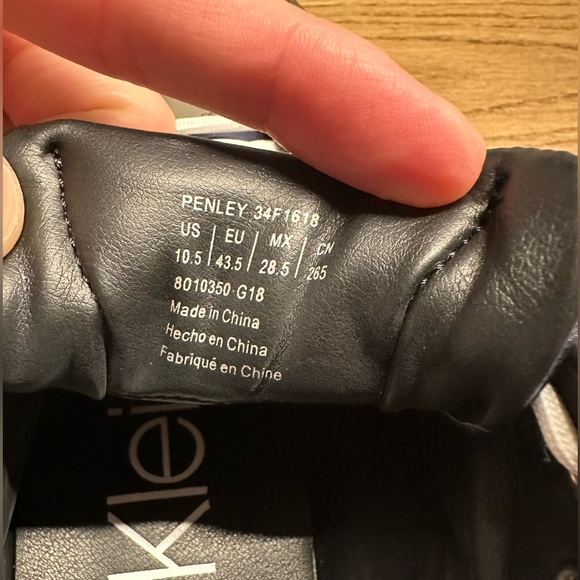 PENLEY 34F1618
US | EU | MX | CN
10.5 | 43.5 | 28.5 | 265
8010350-G18
Made in China
Hecho en China
Fabriqué en Chine
Klei